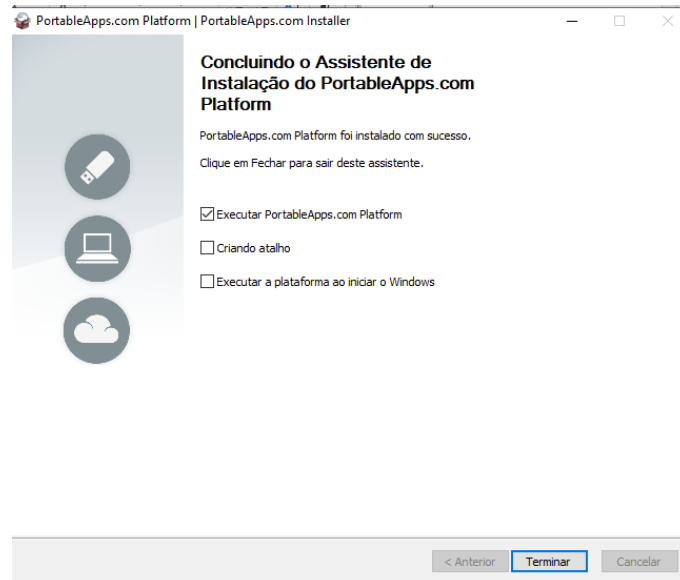 PortableApps.com Platform | PortableApps.com Installer
Concluindo o Assistente de
Instalação do PortableApps.com
Platform
PortableApps.com Platform foi instalado com sucesso.
Clique em Fechar para sair deste assistente.
Executar PortableApps.com Platform
Criando atalho
Executar a plataforma ao iniciar o Windows
< Anterior
Terminar
Cancelar